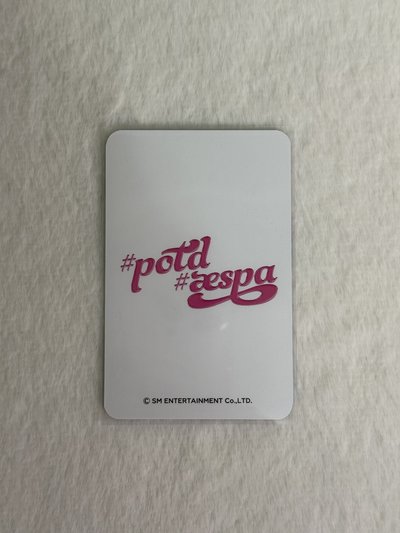 #potd
#æspa
© SM ENTERTAINMENT Co.,LTD.